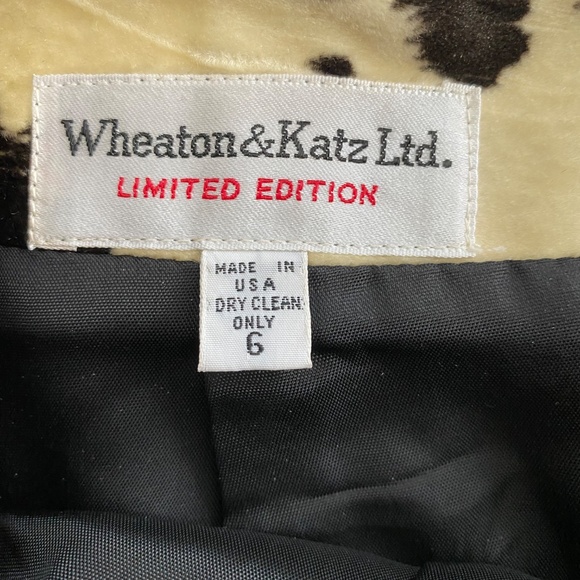 Wheaton&Katz Ltd.
LIMITED EDITION
MADE IN
USA
DRY CLEAN
ONLY
6